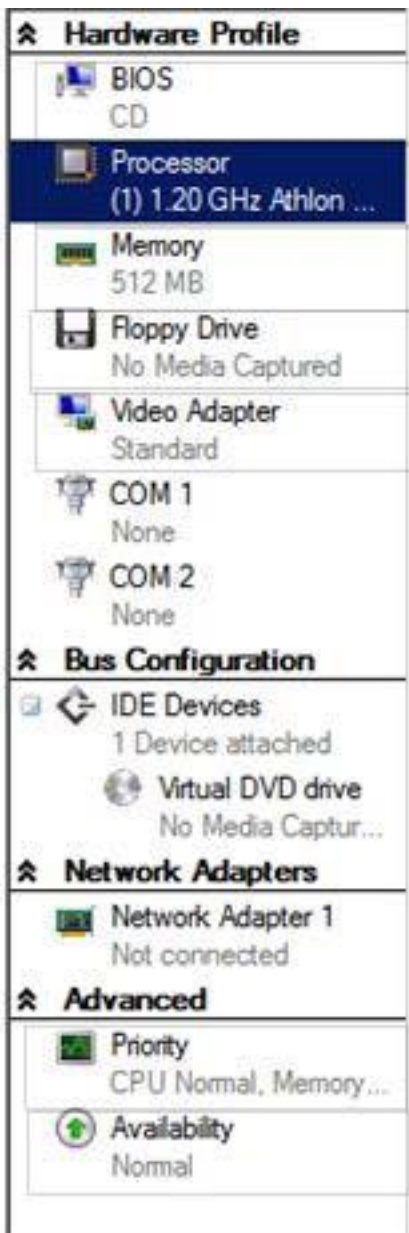 Hardware Profile
BIOS
CD
Processor
(1) 1.20 GHz Athlon ...
Memory
512 MB
Floppy Drive
No Media Captured
Video Adapter
Standard
COM 1
None
COM 2
None
Bus Configuration
IDE Devices
1 Device attached
Virtual DVD drive
No Media Captur...
Network Adapters
Network Adapter 1
Not connected
Advanced
Priority
CPU Normal, Memory...
Availability
Normal